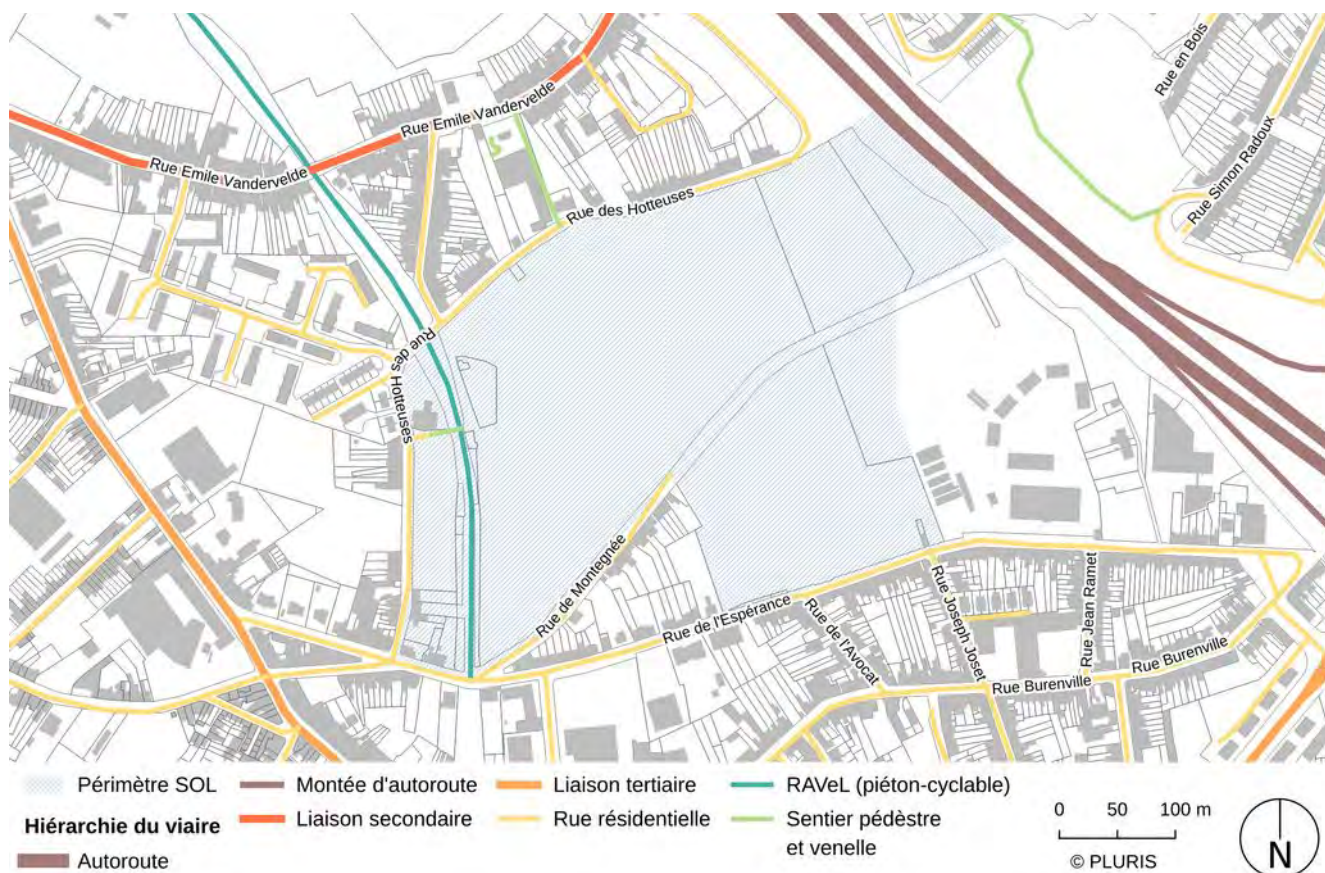 Rue Emile Vandervelde
Rue Emile Vandervelde
Rue en Bois
Rue Simon Radoux
Rue des Hotteuses
Rue des Hotteuses
Rue de Montegnée
Rue de l'Espérance
Rue de l'Avocat
Rue Joseph Joset
Rue Jean Ramet
Rue Burenville
Rue Burenville
Périmètre SOL
Montée d'autoroute
Liaison tertiaire
RAVeL (piéton-cyclable)
Hiérarchie du viaire
Liaison secondaire
Rue résidentielle
Sentier pédèstre
et venelle
Autoroute
0 50 100 m
© PLURIS
N